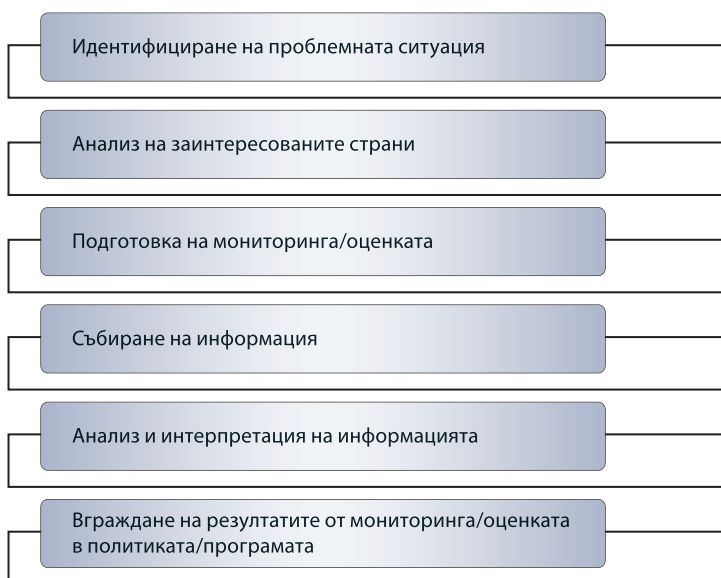 Идентифициране на проблемната ситуация
Анализ на заинтересованите страни
Подготовка на мониторинга/оценката
Събиране на информация
Анализ и интерпретация на информацията
Вграждане на резултатите от мониторинга/оценката
в политиката/програмата